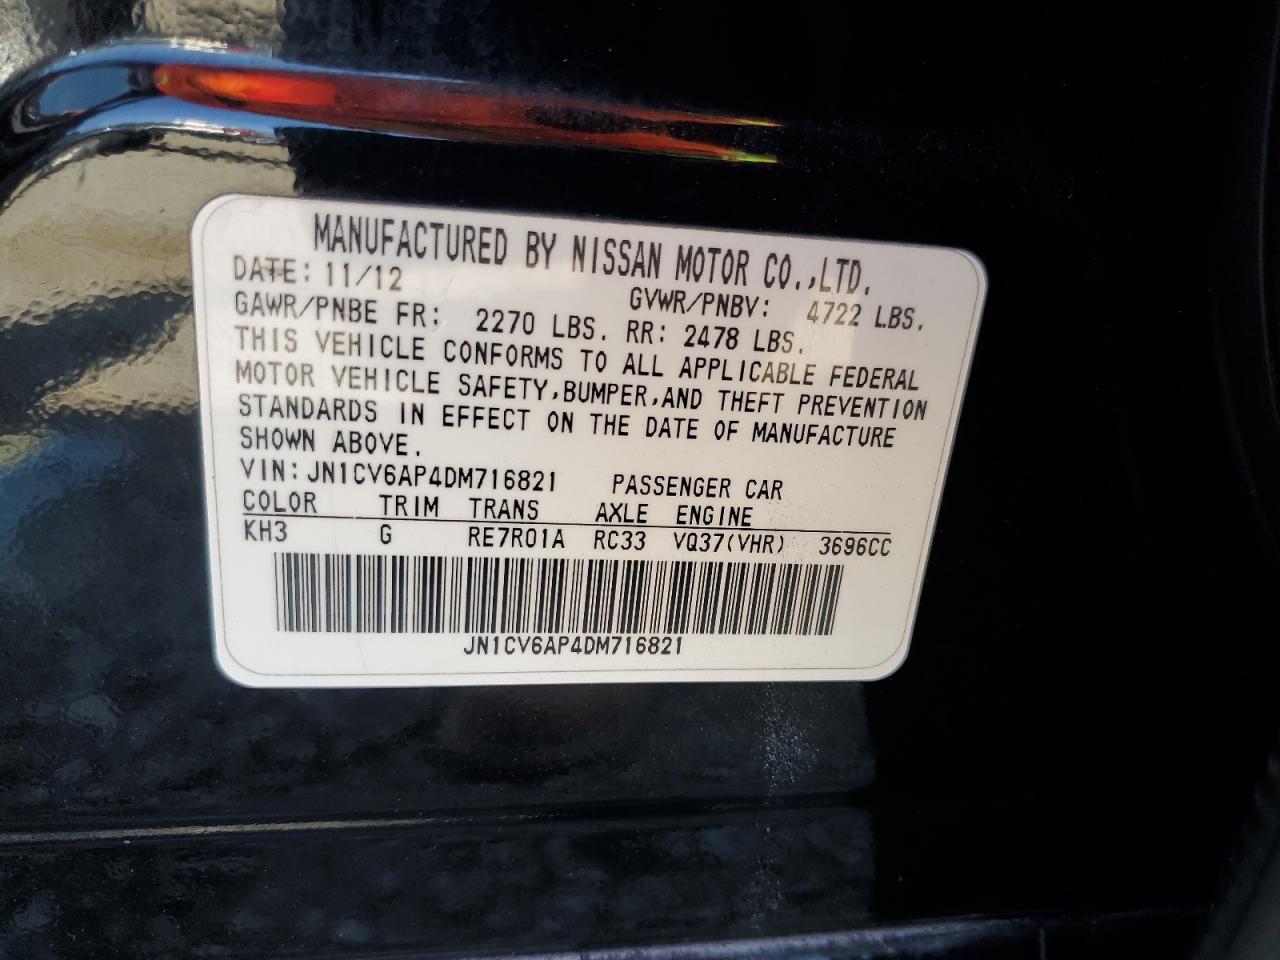 MANUFACTURED BY NISSAN MOTOR CO.,LTD.
DATE: 11/12 GVWR/PNBV: 4722 LBS.
GAWR/PNBE FR: 2270 LBS. RR: 2478 LBS.
THIS VEHICLE CONFORMS TO ALL APPLICABLE FEDERAL
MOTOR VEHICLE SAFETY,BUMPER,AND THEFT PREVENTION
STANDARDS IN EFFECT ON THE DATE OF MANUFACTURE
SHOWN ABOVE.
VIN: JN1CV6AP4DM716821 PASSENGER CAR
COLOR TRIM TRANS AXLE ENGINE
KH3 G RE7R01A RC33 VQ37(VHR) 3696CC
JN1CV6AP4DM716821